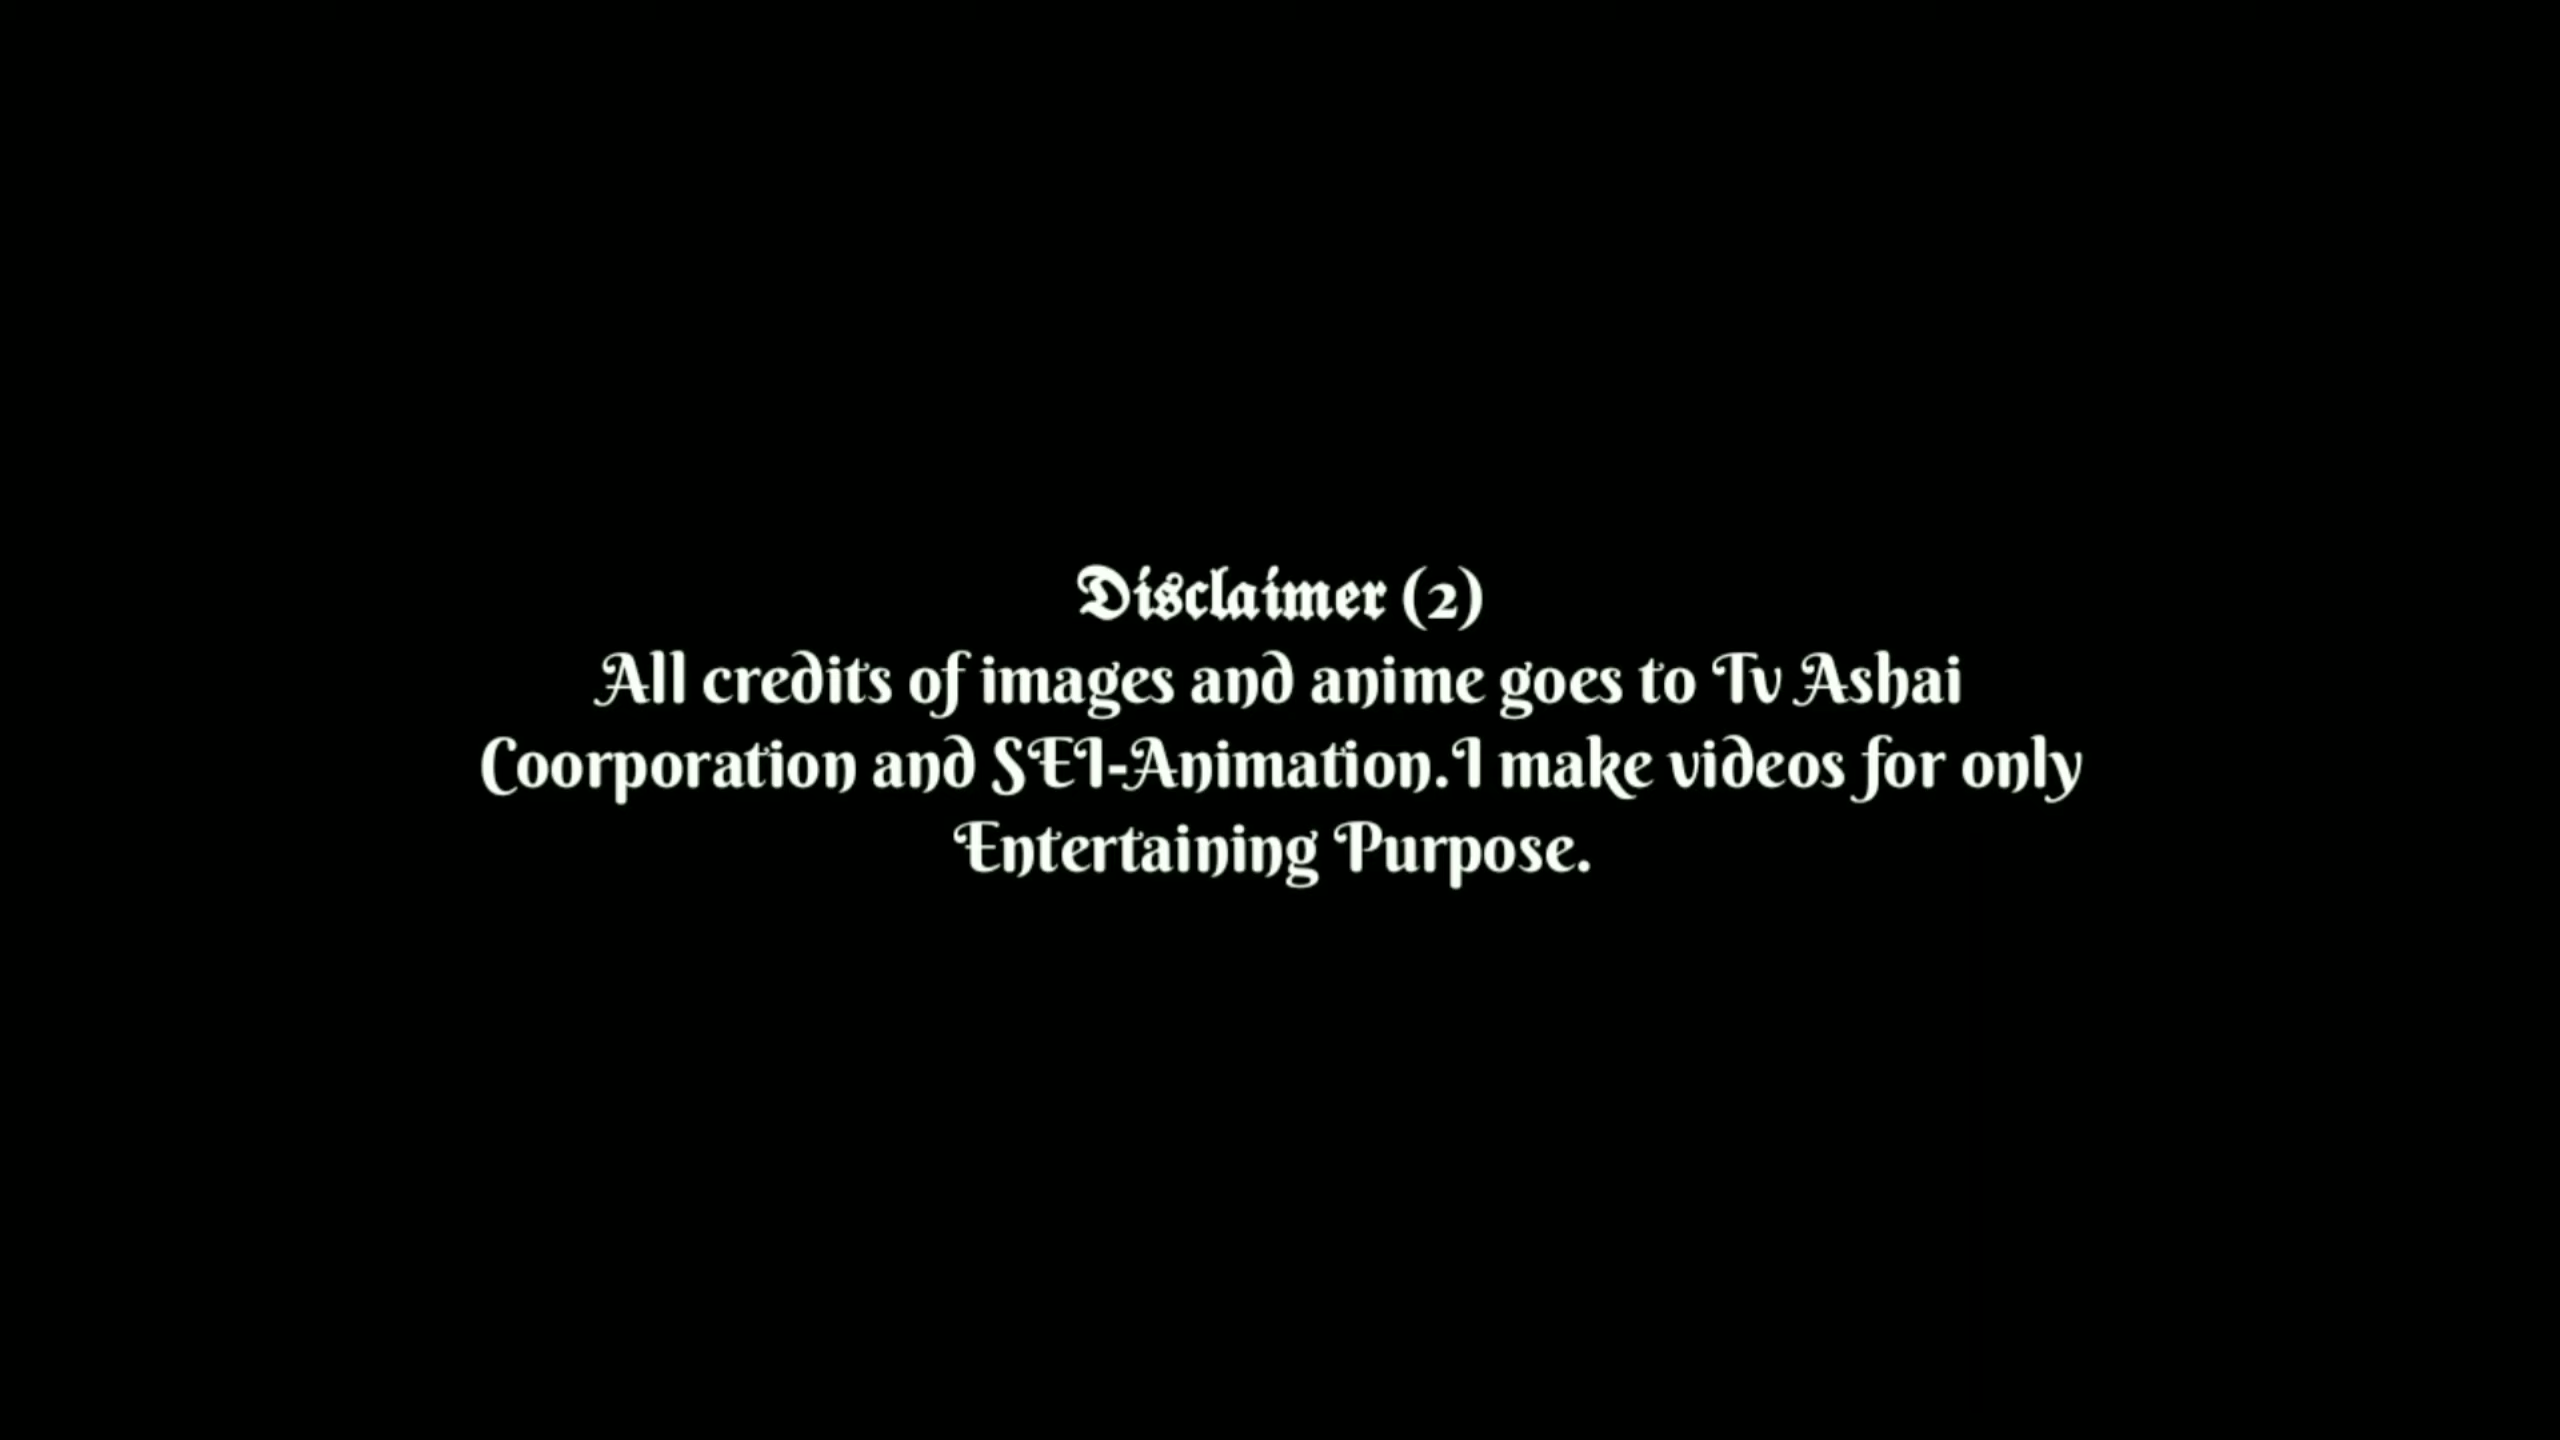 Disclaimer (2)
All credits of images and anime goes to Tv Ashai
Coorporation and SEI-Animation.I make videos for only
Entertaining Purpose.